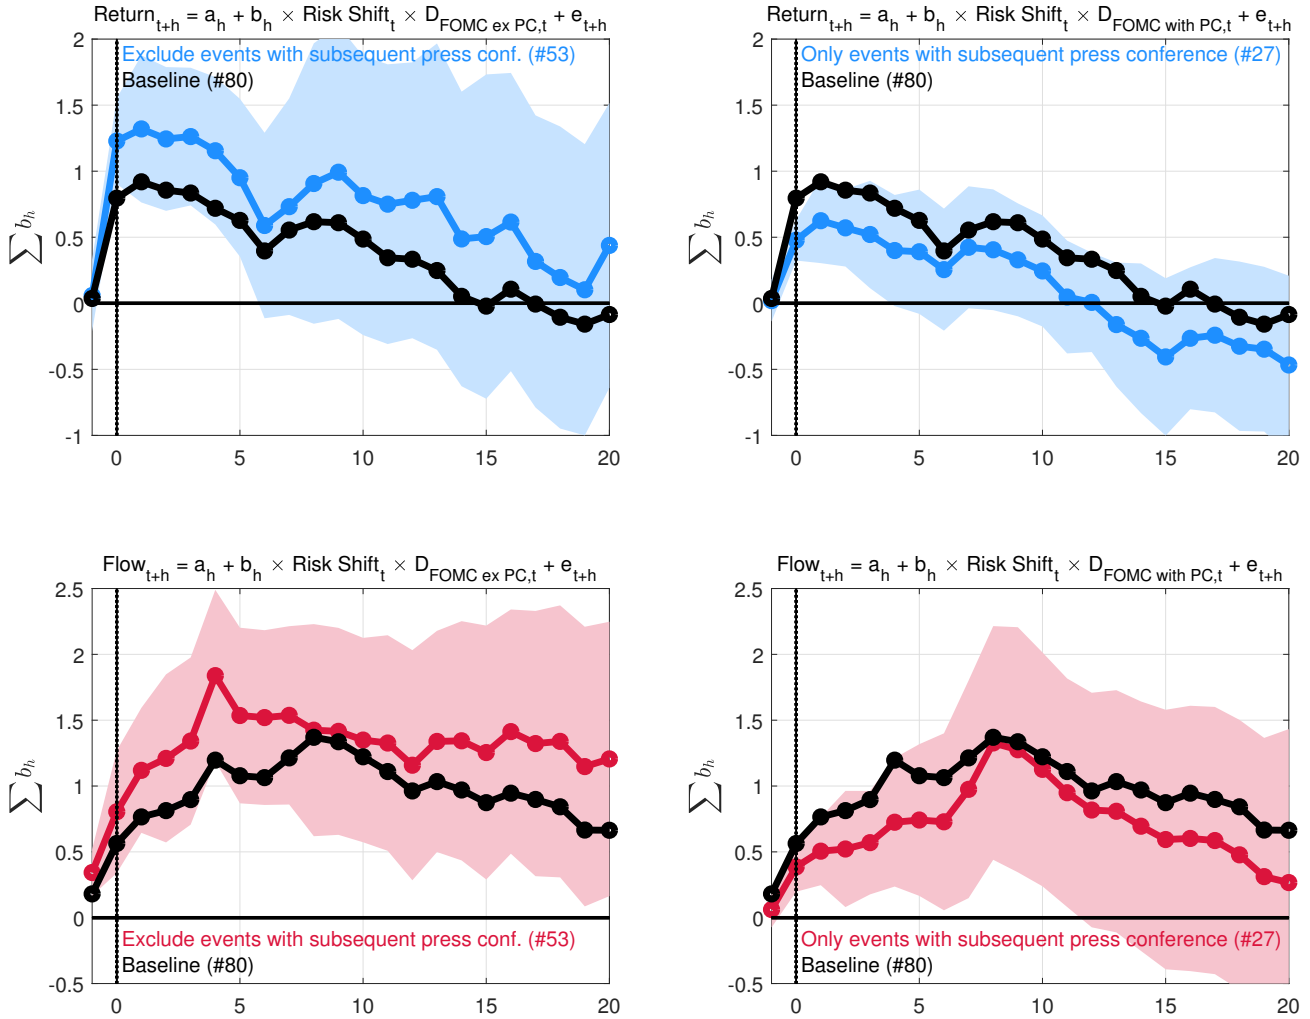 Return_{t+h} = a_h + b_h × Risk Shift_t × D_{FOMC ex PC,t} + e_{t+h}
2
1.5
1
0.5
0
-0.5
-1
∑ b_h
Exclude events with subsequent press conf. (#53)
Baseline (#80)
0 5 10 15 20
Return_{t+h} = a_h + b_h × Risk Shift_t × D_{FOMC with PC,t} + e_{t+h}
2
1.5
1
0.5
0
-0.5
-1
∑ b_h
Only events with subsequent press conference (#27)
Baseline (#80)
0 5 10 15 20
Flow_{t+h} = a_h + b_h × Risk Shift_t × D_{FOMC ex PC,t} + e_{t+h}
2.5
2
1.5
1
0.5
0
-0.5
∑ b_h
Exclude events with subsequent press conf. (#53)
Baseline (#80)
0 5 10 15 20
Flow_{t+h} = a_h + b_h × Risk Shift_t × D_{FOMC with PC,t} + e_{t+h}
2.5
2
1.5
1
0.5
0
-0.5
∑ b_h
Only events with subsequent press conference (#27)
Baseline (#80)
0 5 10 15 20